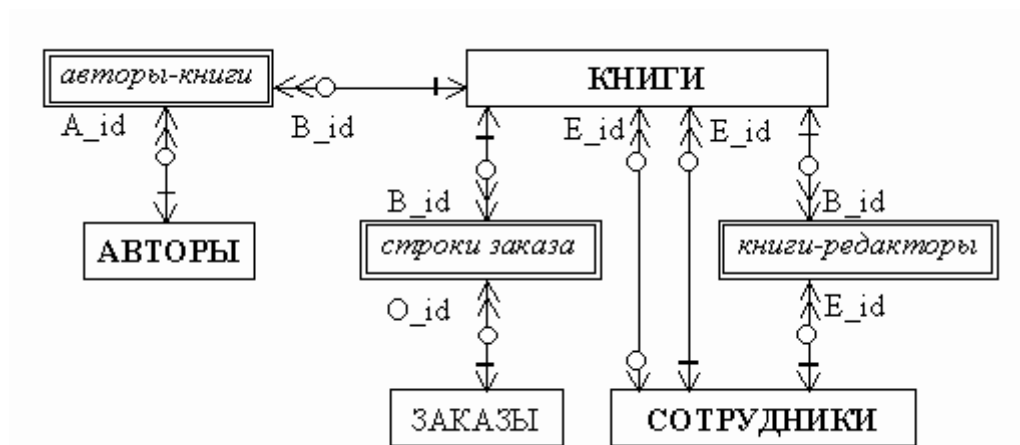 авторы-книги
КНИГИ
A_id
B_id
E_id
E_id
B_id
B_id
АВТОРЫ
строки заказа
книги-редакторы
O_id
E_id
ЗАКАЗЫ
СОТРУДНИКИ